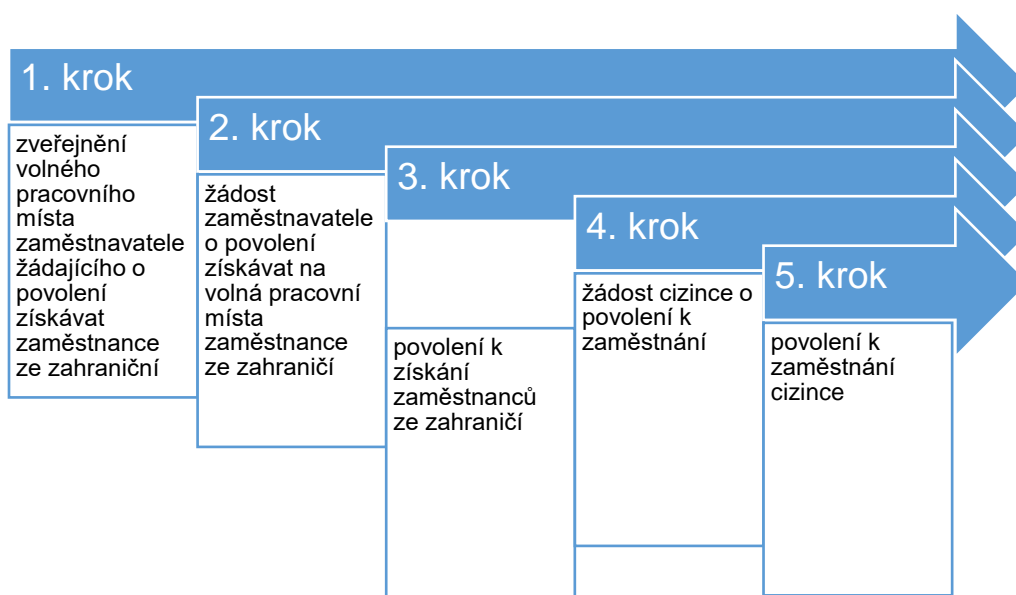 1. krok
zveřejnění
volného
pracovního
místa
zaměstnavatele
žádajícího o
povolení
získávat
zaměstnance
ze zahraniční
2. krok
žádost
zaměstnavatele
o povolení
získávat na
volná pracovní
místa
zaměstnance
ze zahraničí
3. krok
povolení k
získání
zaměstnanců
ze zahraničí
4. krok
žádost cizince o
povolení k
zaměstnání
5. krok
povolení k
zaměstnání
cizince